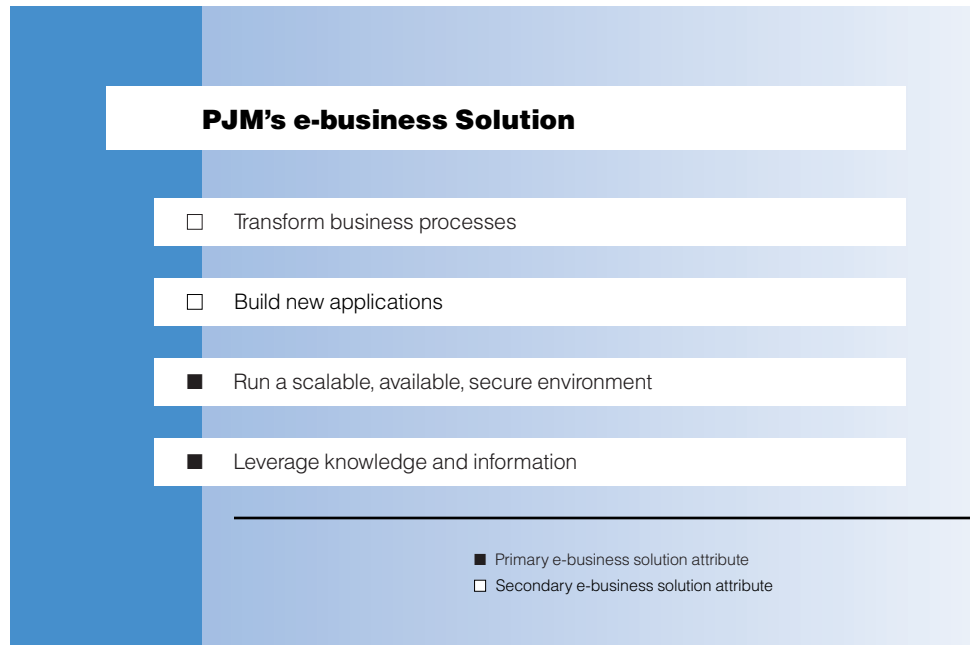 PJM's e-business Solution
□ Transform business processes
□ Build new applications
■ Run a scalable, available, secure environment
■ Leverage knowledge and information
■ Primary e-business solution attribute
□ Secondary e-business solution attribute